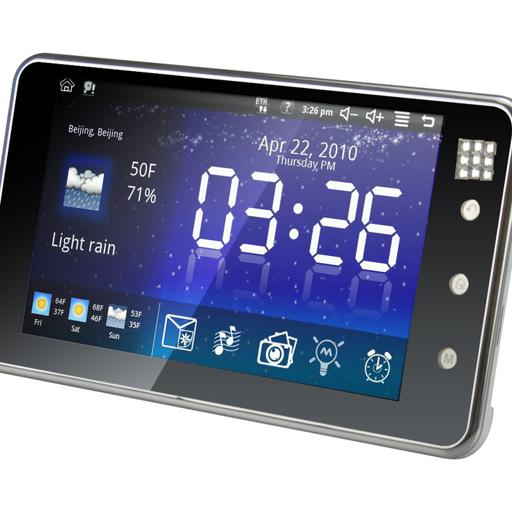 ETH
?
3:26 pm
Beijing, Beijing
Apr 22, 2010
Thursday, PM
50F
71%
03:26
Light rain
64F
37F
68F
46F
53F
35F
Fri
Sat
Sun
M